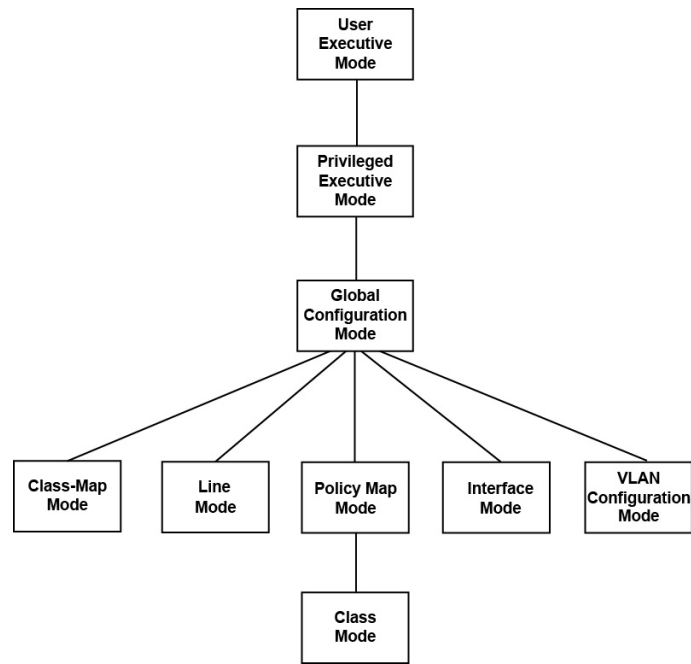 User
Executive
Mode
Privileged
Executive
Mode
Global
Configuration
Mode
Class-Map
Mode
Line
Mode
Policy Map
Mode
Interface
Mode
VLAN
Configuration
Mode
Class
Mode